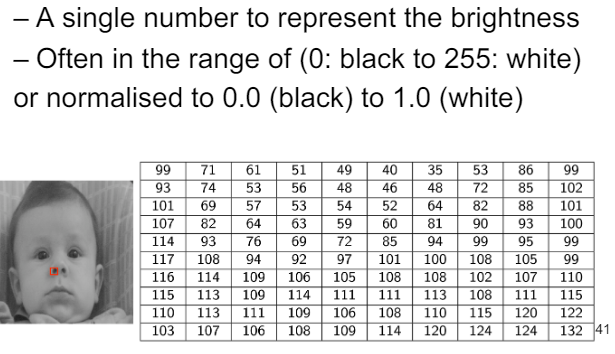 – A single number to represent the brightness
– Often in the range of (0: black to 255: white)
or normalised to 0.0 (black) to 1.0 (white)
99 71 61 51 49 40 35 53 86 99
93 74 53 56 48 46 48 72 85 102
101 69 57 53 54 52 64 82 88 101
107 82 64 63 59 60 81 90 93 100
114 93 76 69 72 85 94 99 95 99
117 108 94 92 97 101 100 108 105 99
116 114 109 106 105 108 108 102 107 110
115 113 109 114 111 111 113 108 111 115
110 113 111 109 106 108 110 115 120 122
103 107 106 108 109 114 120 124 124 132
41